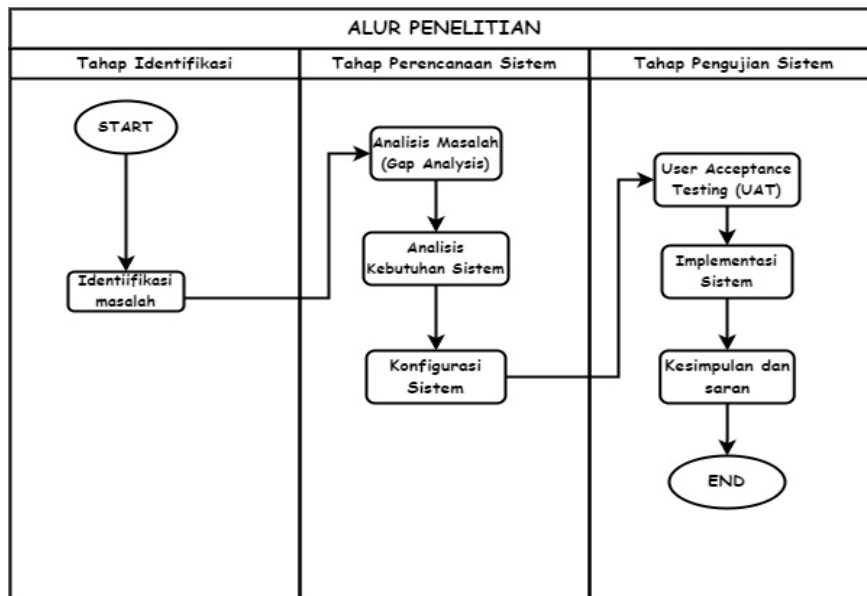 ALUR PENELITIAN
Tahap Identifikasi
Tahap Perencanaan Sistem
Tahap Pengujian Sistem
START
Identiifikasi
masalah
Analisis Masalah
(Gap Analysis)
Analisis
Kebutuhan Sistem
Konfigurasi
Sistem
User Acceptance
Testing (UAT)
Implementasi
Sistem
Kesimpulan dan
saran
END